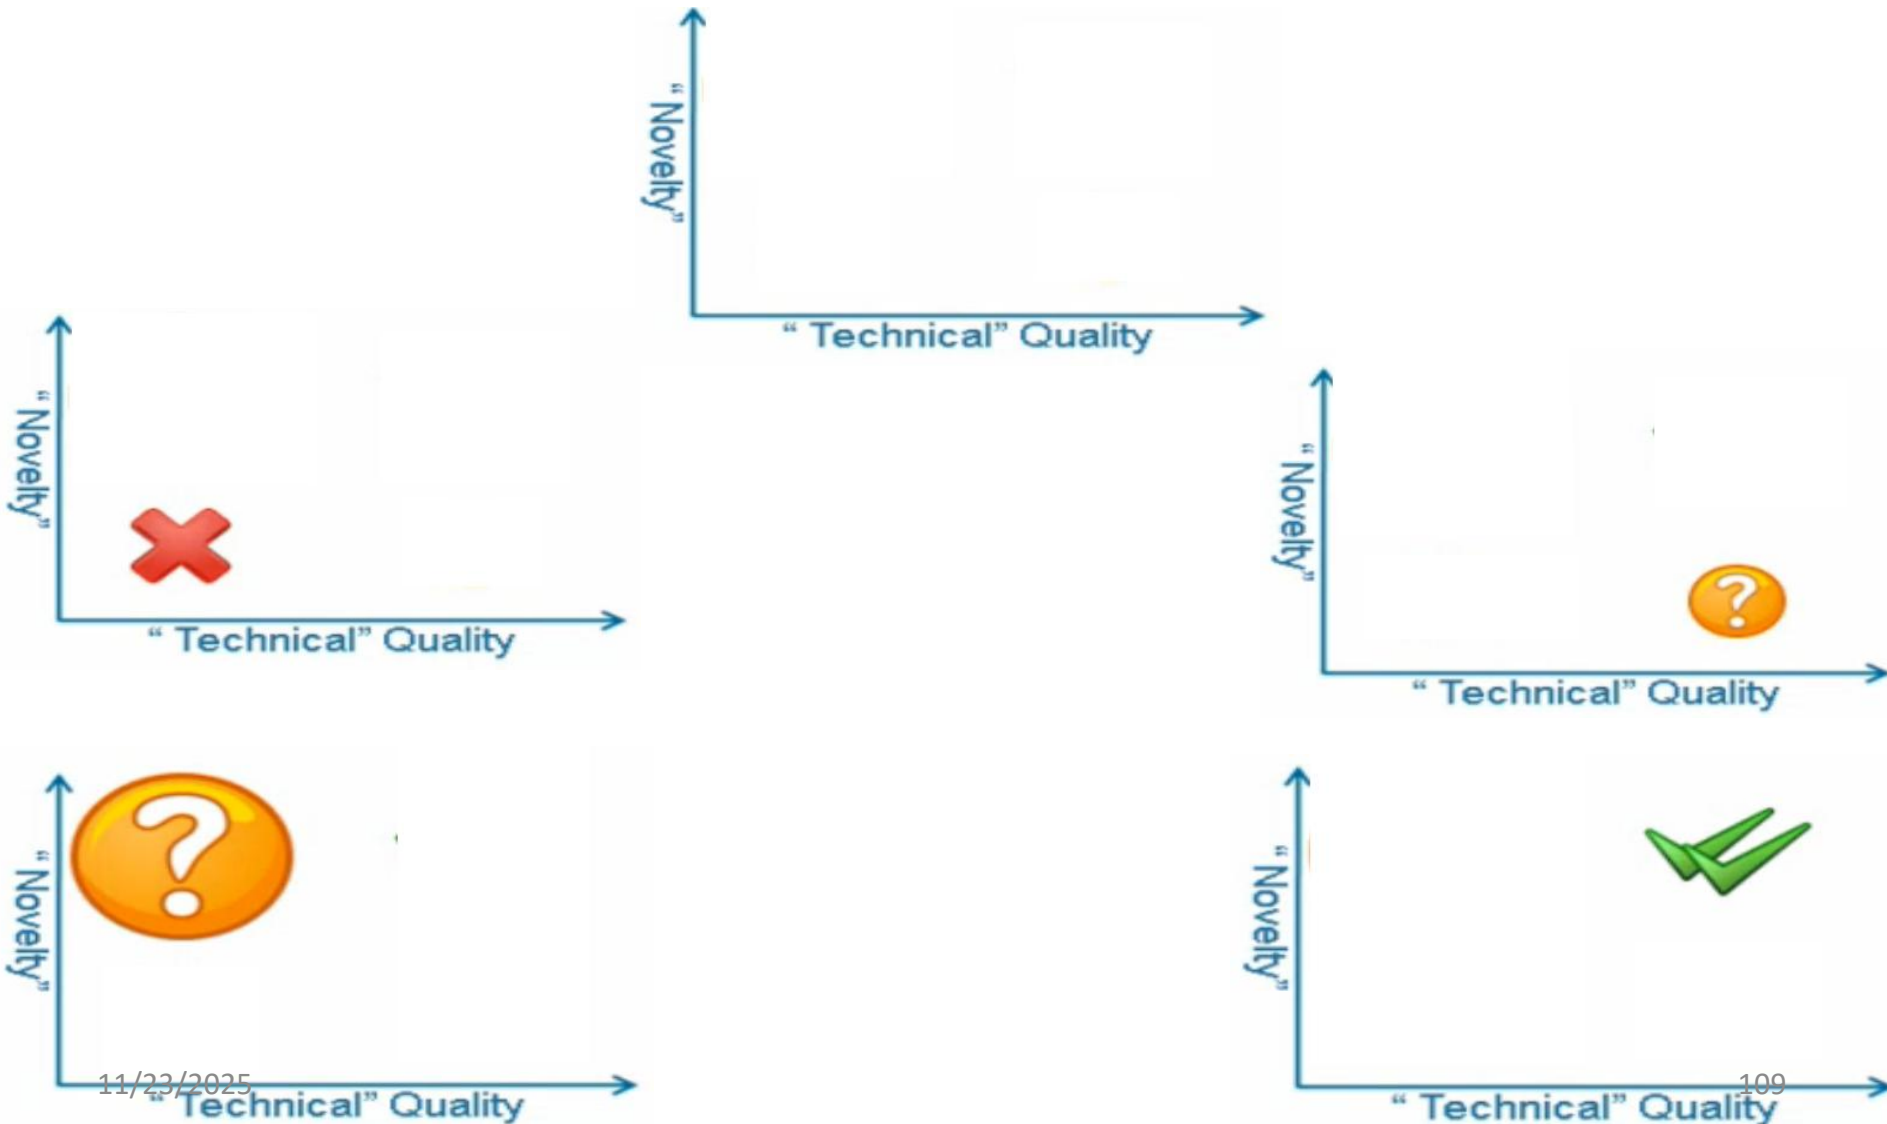 “ Novelty”
“ Technical” Quality
“ Novelty”
“ Technical” Quality
“ Novelty”
“ Technical” Quality
“ Novelty”
“ Technical” Quality
“ Novelty”
“ Technical” Quality
11/23/2025
109